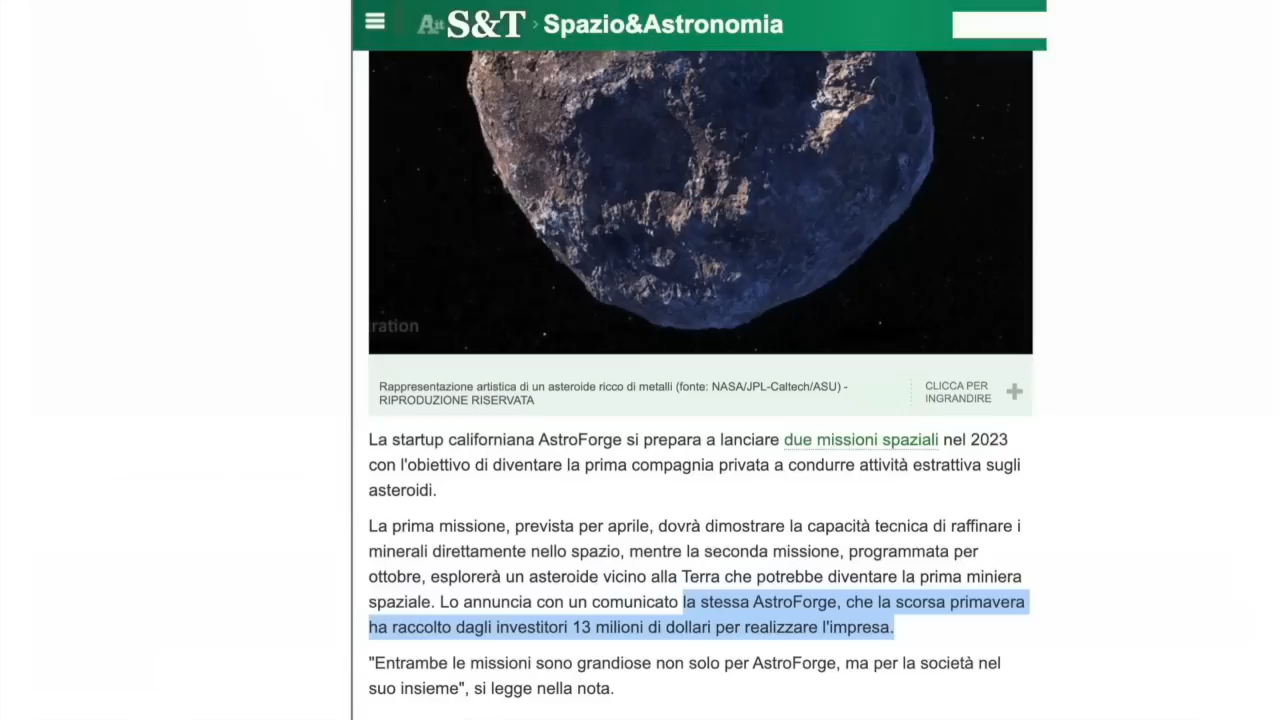 S&T › Spazio&Astronomia
ration
Rappresentazione artistica di un asteroide ricco di metalli (fonte: NASA/JPL-Caltech/ASU) -
RIPRODUZIONE RISERVATA
CLICCA PER
INGRANDIRE
La startup californiana AstroForge si prepara a lanciare due missioni spaziali nel 2023
con l'obiettivo di diventare la prima compagnia privata a condurre attività estrattiva sugli
asteroidi.
La prima missione, prevista per aprile, dovrà dimostrare la capacità tecnica di raffinare i
minerali direttamente nello spazio, mentre la seconda missione, programmata per
ottobre, esplorerà un asteroide vicino alla Terra che potrebbe diventare la prima miniera
spaziale. Lo annuncia con un comunicato la stessa AstroForge, che la scorsa primavera
ha raccolto dagli investitori 13 milioni di dollari per realizzare l'impresa.
"Entrambe le missioni sono grandiose non solo per AstroForge, ma per la società nel
suo insieme", si legge nella nota.